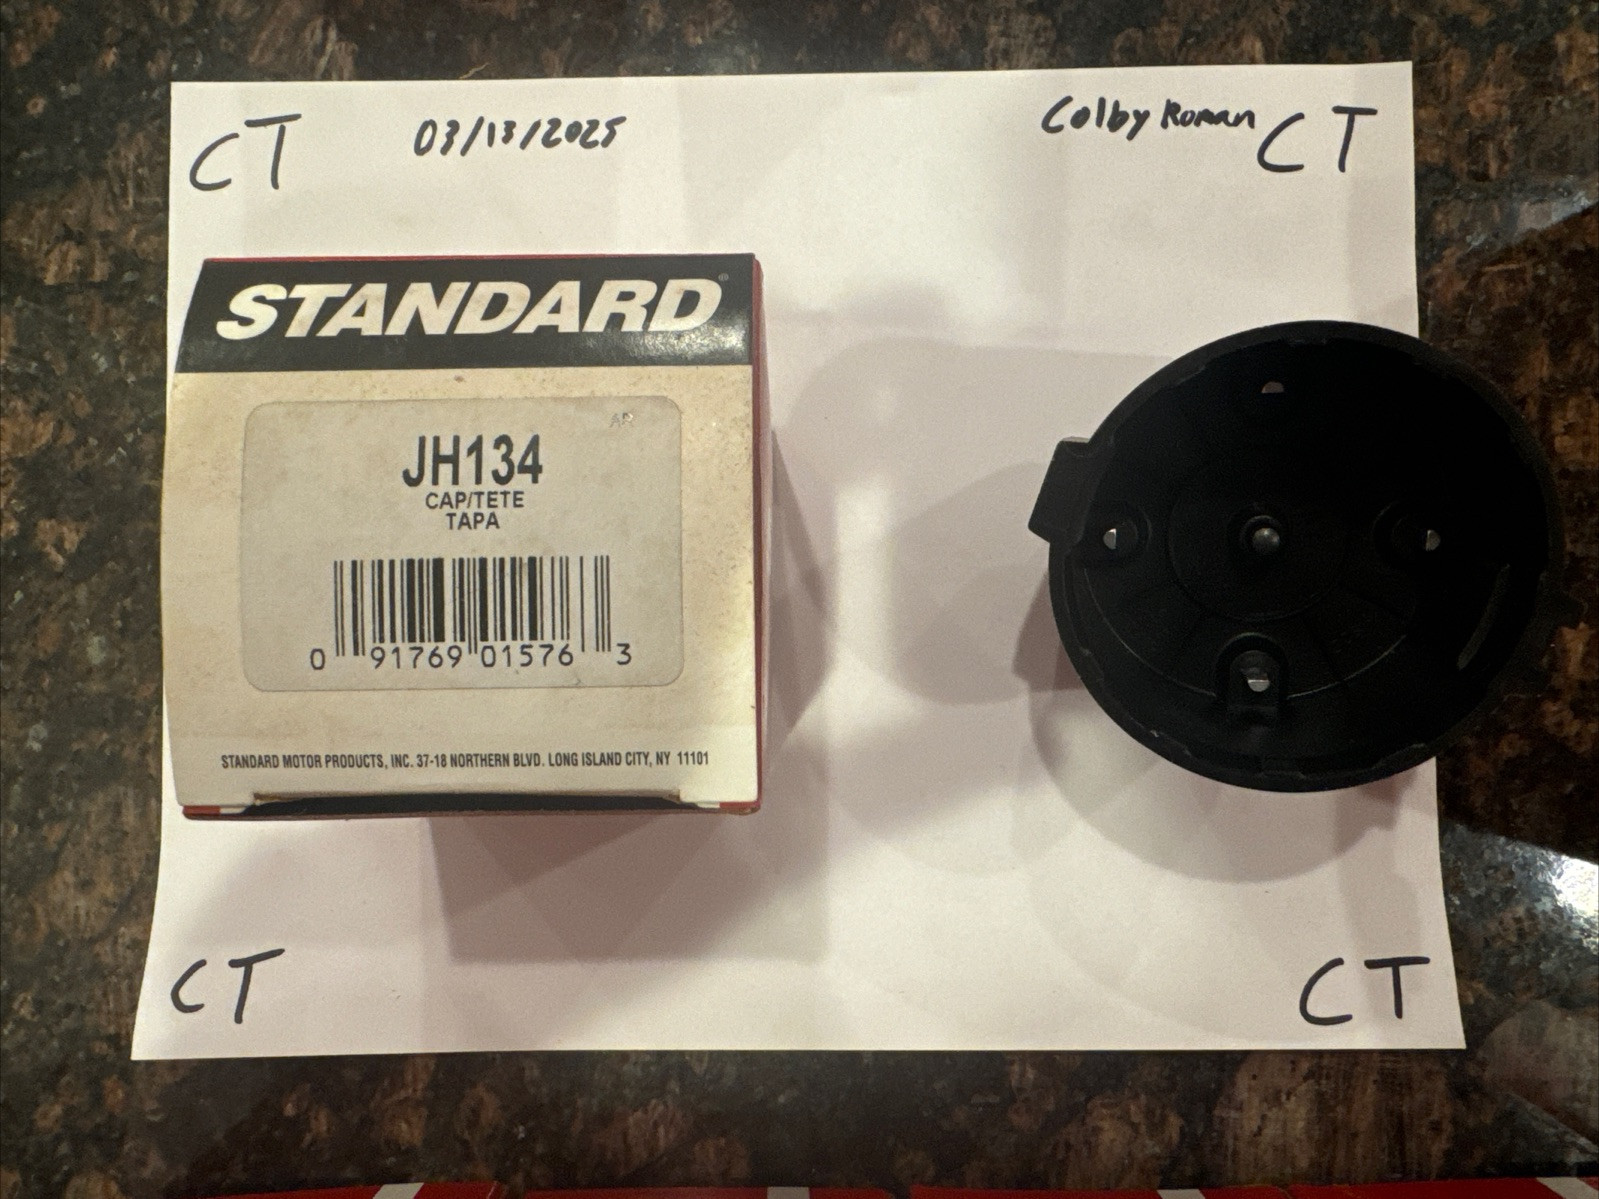 CT 03/13/2025 Colby Roman CT
STANDARD®
AR
JH134
CAP/TETE
TAPA
0 91769 01576 3
STANDARD MOTOR PRODUCTS, INC. 37-18 NORTHERN BLVD. LONG ISLAND CITY, NY 11101
CT CT